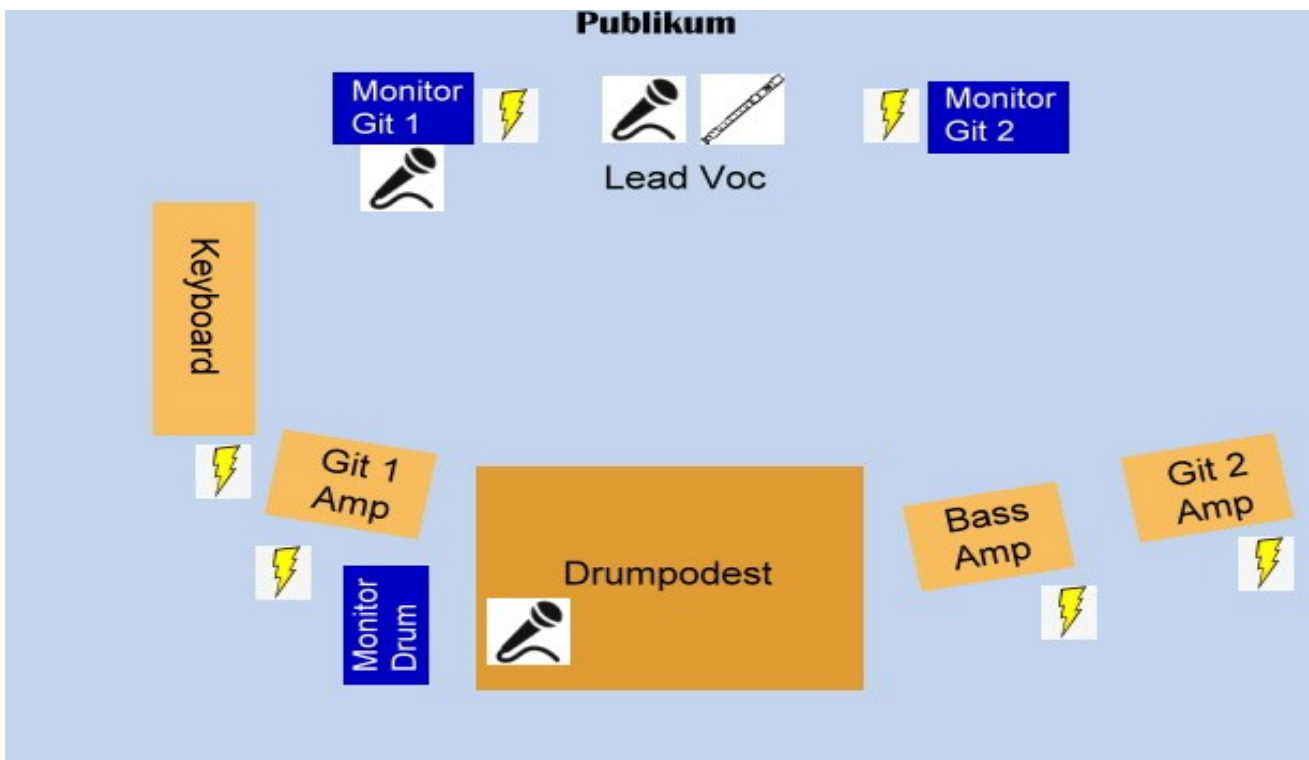 Publikum
Monitor
Git 1
Monitor
Git 2
Lead Voc
Keyboard
Git 1
Amp
Git 2
Amp
Bass
Amp
Drumpodest
Monitor
Drum